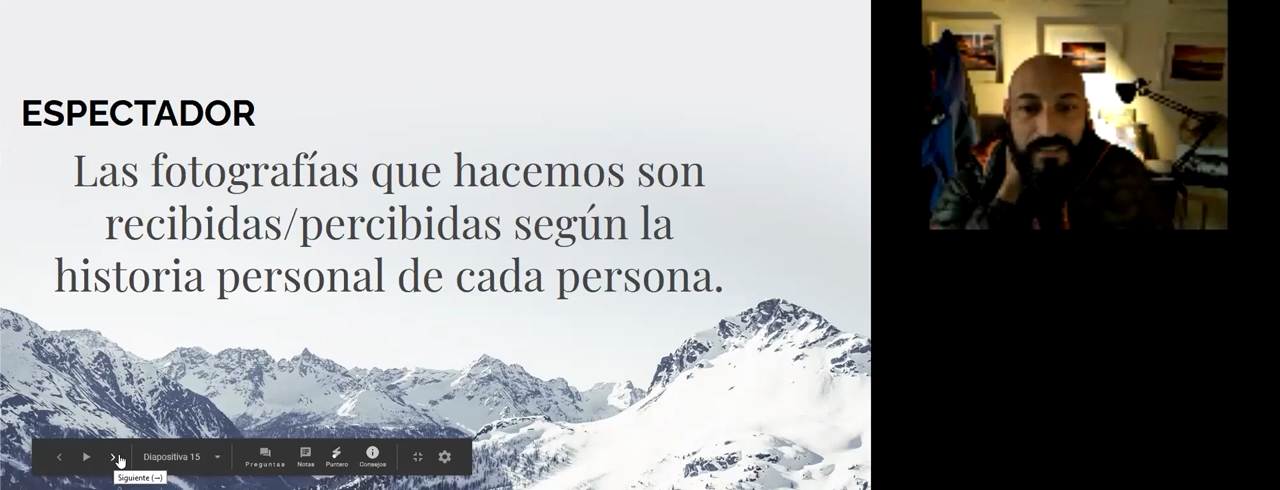 ESPECTADOR
Las fotografías que hacemos son
recibidas/percibidas según la
historia personal de cada persona.
Diapositiva 15
Preguntas
Notas
Puntero
Consejos
Siguiente (→)